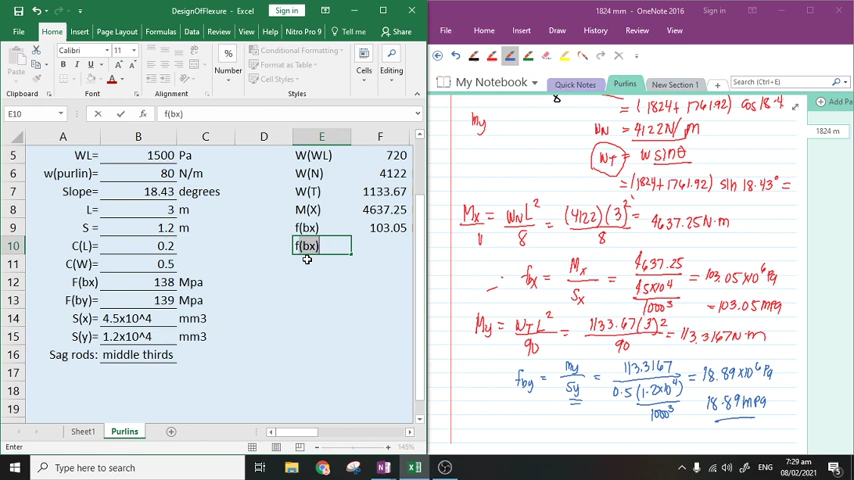 DesignOfFlexure - Excel
Sign in
File Home Insert Page Layout Formulas Data Review View Help Nitro Pro 9 Tell me Share
Calibri 11
Paste
B I U
Clipboard Font Alignment
% Number
Conditional Formatting
Format as Table
Cell Styles
Styles
Cells
Editing
E10 f(bx)
A B C D E F
5 WL= 1500 Pa W(WL) 720
6 w(purlin)= 80 N/m W(N) 4122
7 Slope= 18.43 degrees W(T) 1133.67
8 L= 3 m M(X) 4637.25
9 S = 1.2 m f(bx) 103.05
10 C(L)= 0.2 f(bx)
11 C(W)= 0.5
12 F(bx) 138 Mpa
13 F(by) 139 Mpa
14 S(x)= 4.5x10^4 mm3
15 S(y)= 1.2x10^4 mm3
16 Sag rods: middle thirds
17
18
19
Sheet1 Purlins
Enter 145%
1824 mm - OneNote 2016
Sign in
File Home Insert Draw History Review View
My Notebook Quick Notes Purlins New Section 1 + Search (Ctrl+E)
Add Pa
1824 m
8
= (1824+1761.92) cos 18.4
My
WN = 4122 N/m
WT = W sinθ
= (1824+1761.92) sin 18.43° =
Mx = WN L² / 8 = (4122)(3)² / 8 = 4637.25 N·m
∴ fbx = Mx / Sx = 4637.25 / 4.5x10⁴ / 1000³ = 103.05x10⁶ Pa
= 103.05 mpa
My = WT L² / 90 = 1133.67(3)² / 90 = 113.3167 N·m
fby = My / Sy = 113.3167 / 0.5(1.2x10⁴) / 1000³ = 18.89x10⁶ Pa
18.89 mPa
Type here to search
ENG
7:29 am
08/02/2021